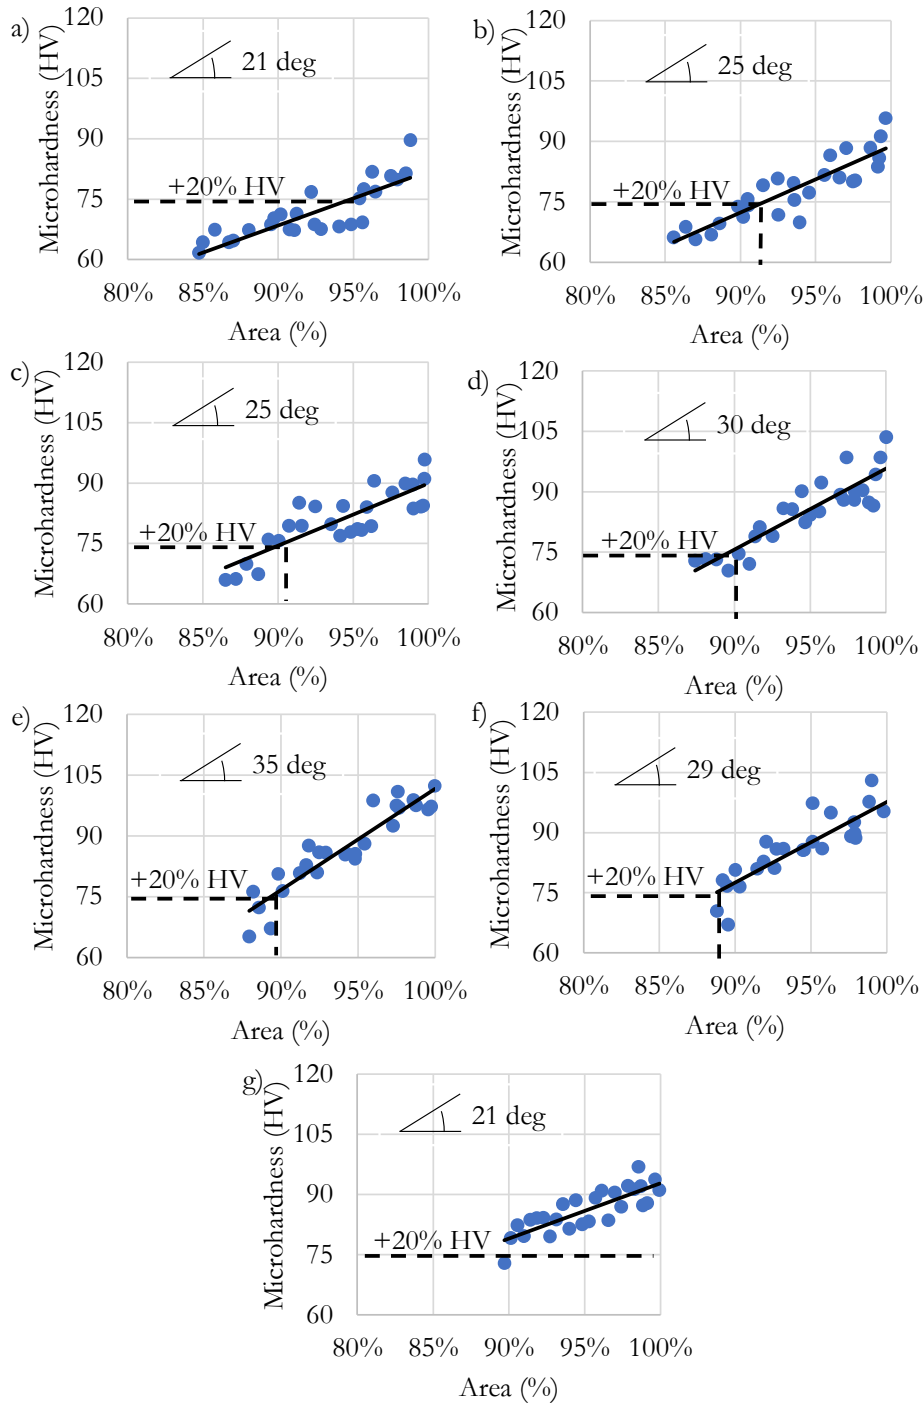 a)
Microhardness (HV)
120
105
90
75
60
21 deg
+20% HV
80% 85% 90% 95% 100%
Area (%)
b)
Microhardness (HV)
120
105
90
75
60
25 deg
+20% HV
80% 85% 90% 95% 100%
Area (%)
c)
Microhardness (HV)
120
105
90
75
60
25 deg
+20% HV
80% 85% 90% 95% 100%
Area (%)
d)
Microhardness (HV)
120
105
90
75
60
30 deg
+20% HV
80% 85% 90% 95% 100%
Area (%)
e)
Microhardness (HV)
120
105
90
75
60
35 deg
+20% HV
80% 85% 90% 95% 100%
Area (%)
f)
Microhardness (HV)
120
105
90
75
60
29 deg
+20% HV
80% 85% 90% 95% 100%
Area (%)
g)
Microhardness (HV)
120
105
90
75
60
21 deg
+20% HV
80% 85% 90% 95% 100%
Area (%)